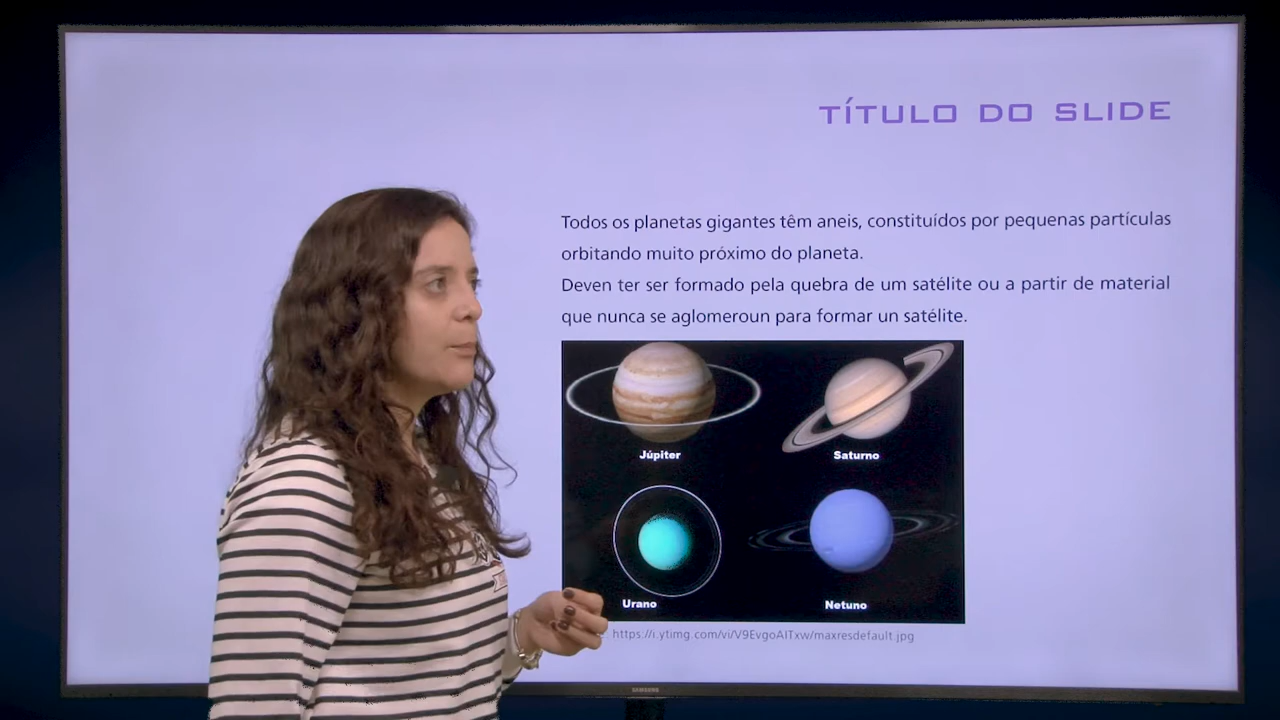 TÍTULO DO SLIDE
Todos os planetas gigantes têm aneis, constituídos por pequenas partículas
orbitando muito próximo do planeta.
Deven ter ser formado pela quebra de um satélite ou a partir de material
que nunca se aglomeroun para formar un satélite.
Júpiter
Saturno
Urano
Netuno
https://i.ytimg.com/vi/V9EvgoAITxw/maxresdefault.jpg
SAMSUNG